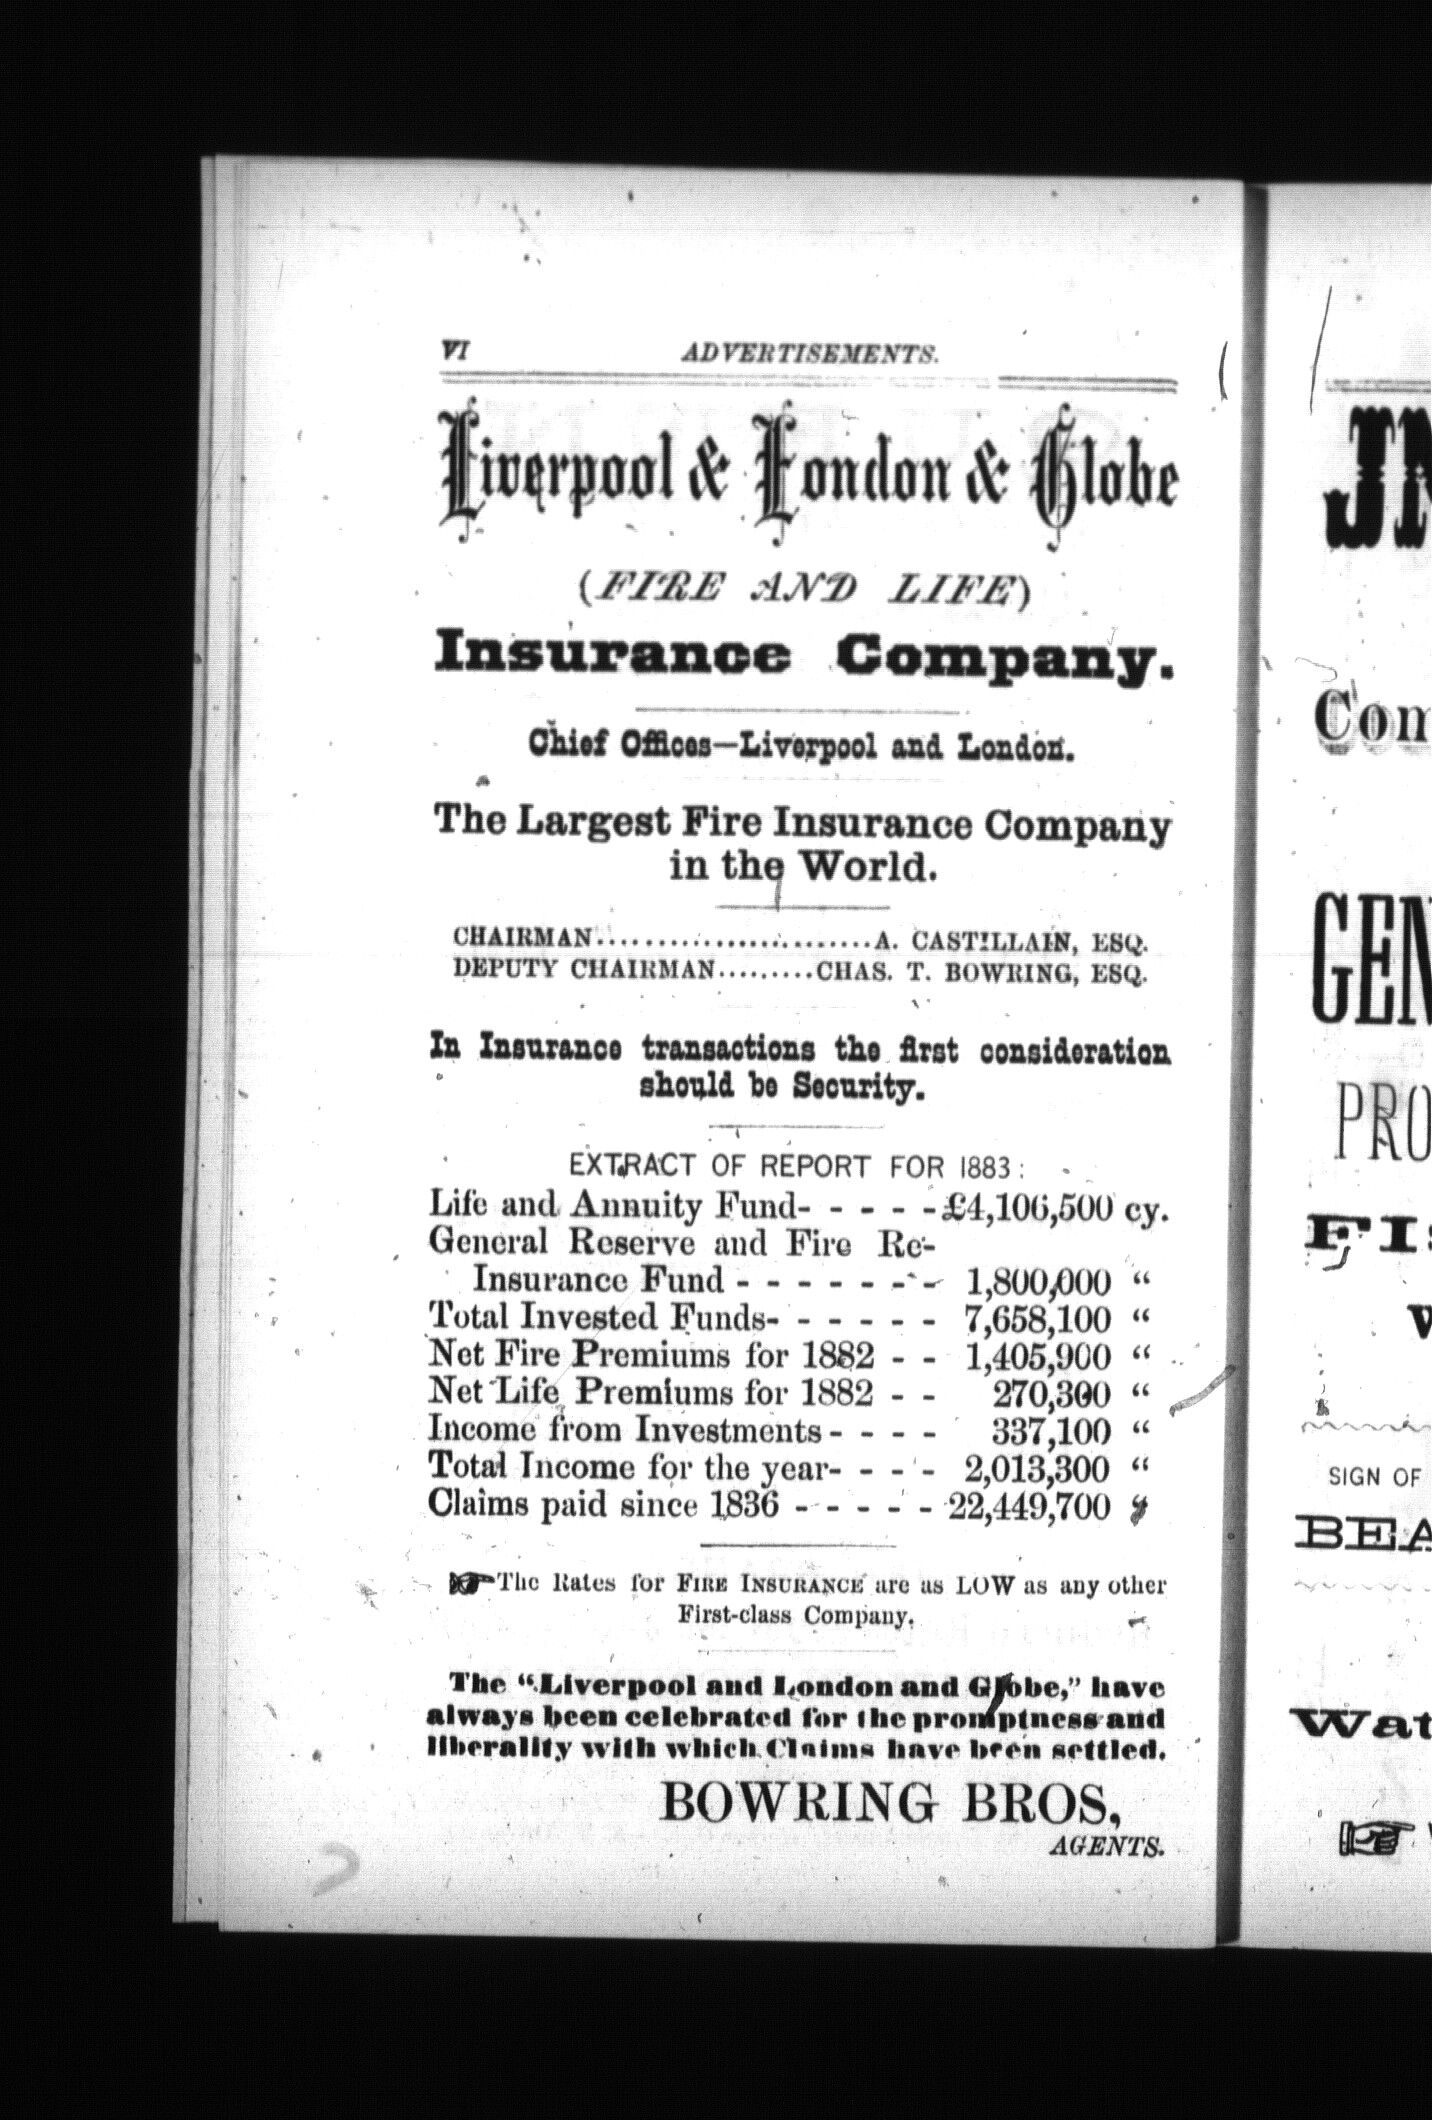 VI ADVERTISEMENTS.
Liverpool & London & Globe
(FIRE AND LIFE)
Insurance Company.
Chief Offices—Liverpool and London.
The Largest Fire Insurance Company
in the World.
CHAIRMAN........................A. CASTELLAIN, ESQ.
DEPUTY CHAIRMAN.........CHAS. T. BOWRING, ESQ.
In Insurance transactions the first consideration
should be Security.
EXTRACT OF REPORT FOR 1883:
Life and Annuity Fund- - - - -£4,106,500 cy.
General Reserve and Fire Re-
Insurance Fund - - - - - - - 1,800,000 “
Total Invested Funds- - - - - - 7,658,100 “
Net Fire Premiums for 1882 - - 1,405,900 “
Net Life Premiums for 1882 - - 270,300 “
Income from Investments - - - - 337,100 “
Total Income for the year- - - - 2,013,300 “
Claims paid since 1836 - - - - - 22,449,700 “
☞The Rates for FIRE INSURANCE are as LOW as any other
First-class Company.
The “Liverpool and London and Globe,” have
always been celebrated for the promptness and
liberality with which Claims have been settled.
BOWRING BROS,
AGENTS.
Com
GEN
PRO
FIS
SIGN OF
BEA
Wat